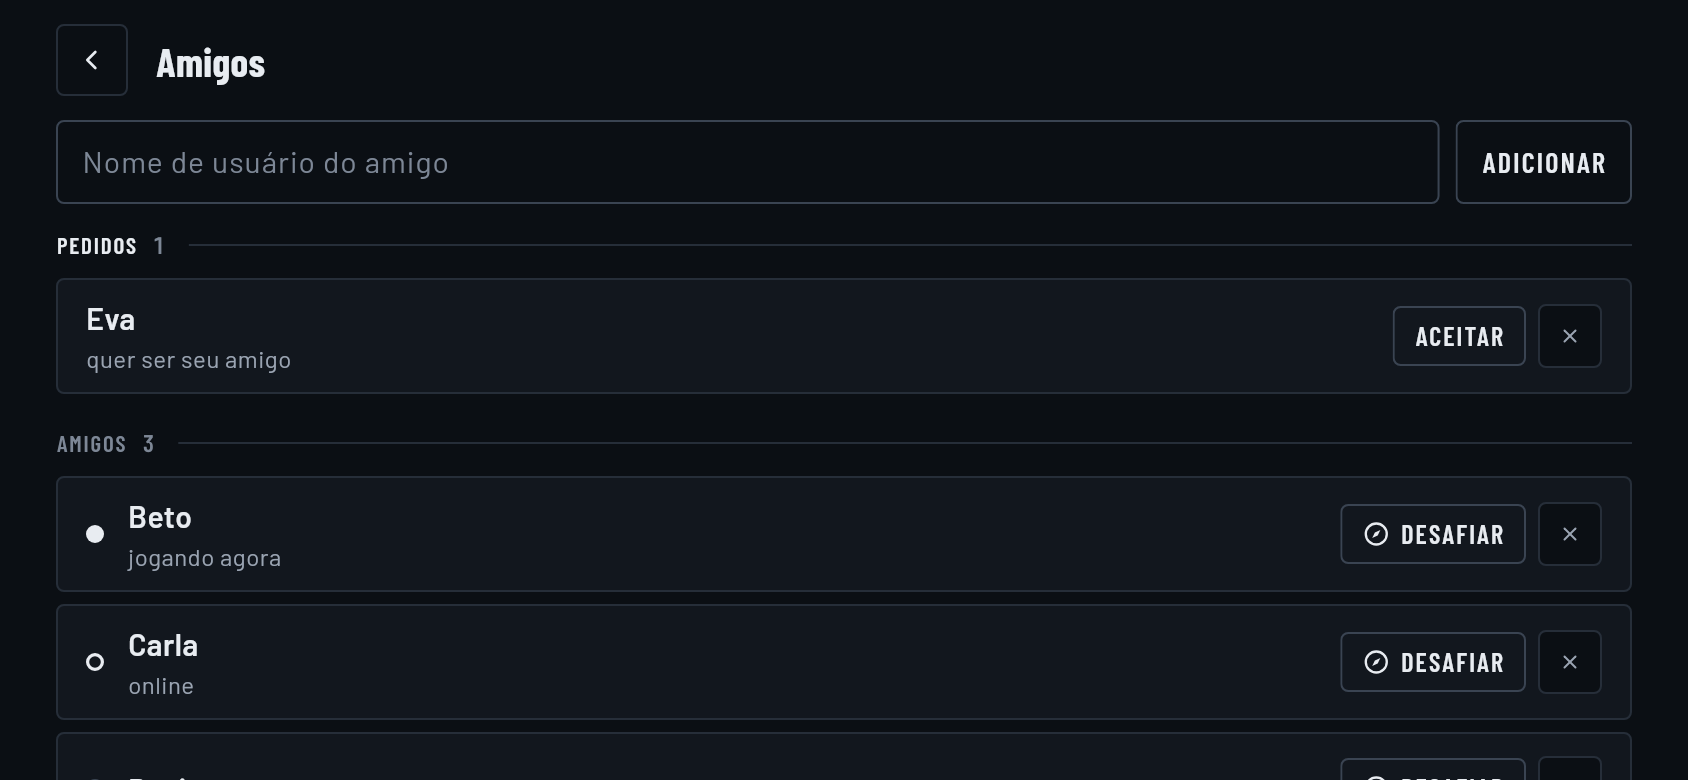 Amigos
Nome de usuário do amigo
ADICIONAR
PEDIDOS 1
Eva
quer ser seu amigo
ACEITAR
AMIGOS 3
Beto
jogando agora
DESAFIAR
Carla
online
DESAFIAR